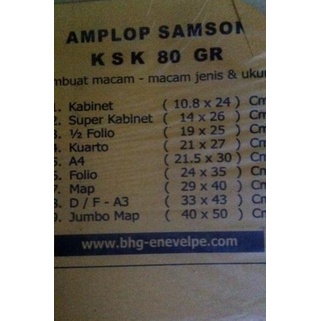 AMPLOP SAMSON
K S K 80 GR
mbuat macam - macam jenis & uku
1. Kabinet ( 10.8 x 24 ) Cm
2. Super Kabinet ( 14 x 26 ) Cm
3. ½ Folio ( 19 x 25 ) Cm
4. Kuarto ( 21 x 27 ) Cm
5. A4 ( 21.5 x 30 ) Cm
6. Folio ( 24 x 35 ) Cm
7. Map ( 29 x 40 ) Cm
8. D / F - A3 ( 33 x 43 ) Cm
9. Jumbo Map ( 40 x 50 ) Cm
www.bhg-enevelpe.com